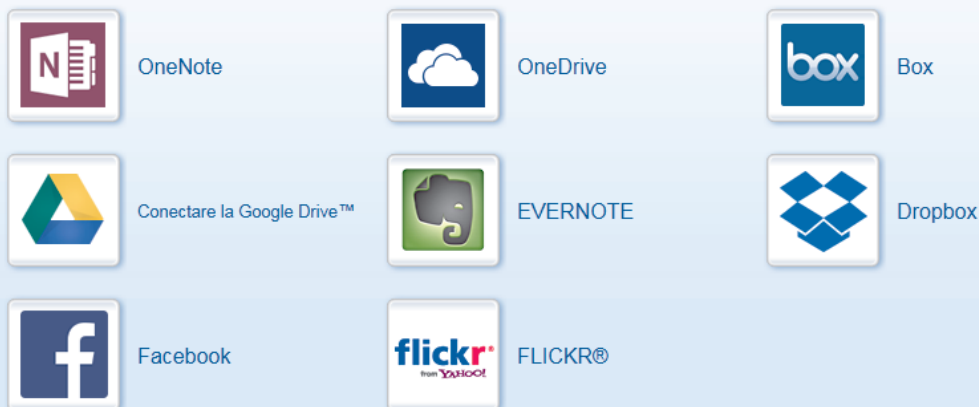 N
OneNote
OneDrive
box
Box
Conectare la Google Drive™
EVERNOTE
Dropbox
f
Facebook
flickr®
from YAHOO!
FLICKR®